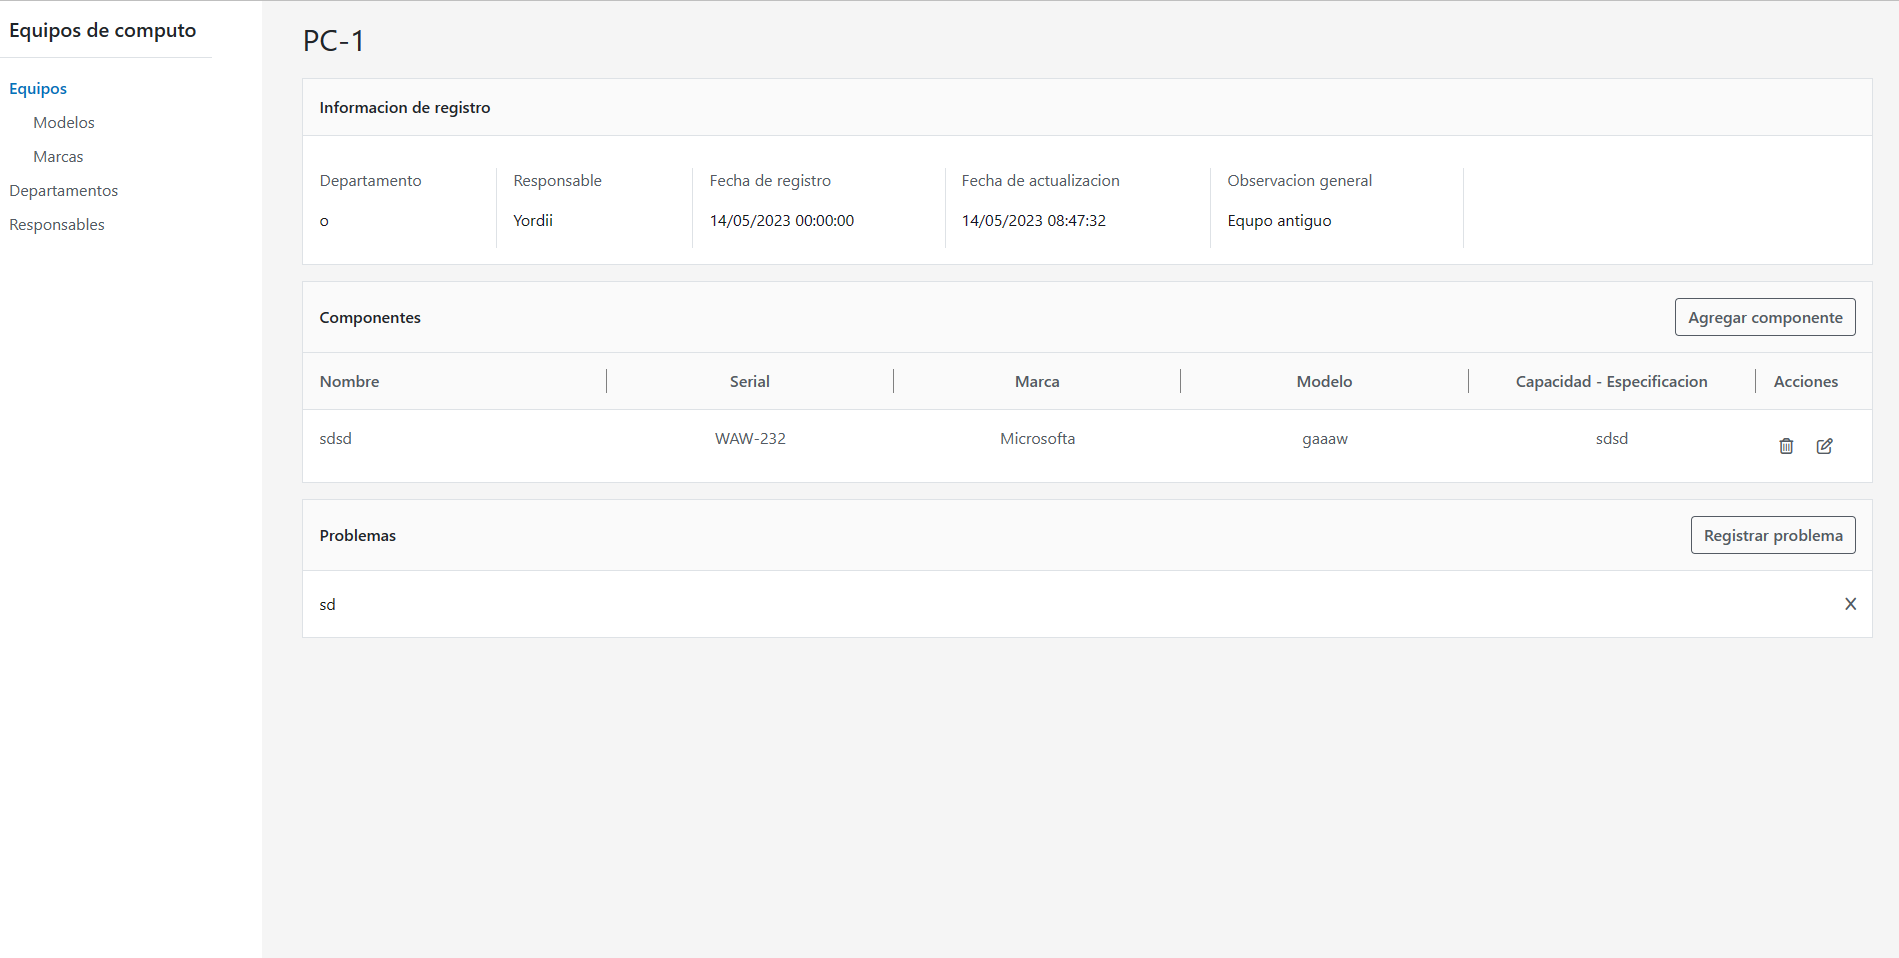 Equipos de computo
Equipos
Modelos
Marcas
Departamentos
Responsables
PC-1
Informacion de registro
Departamento Responsable Fecha de registro Fecha de actualizacion Observacion general
o Yordii 14/05/2023 00:00:00 14/05/2023 08:47:32 Equpo antiguo
Componentes Agregar componente
Nombre Serial Marca Modelo Capacidad - Especificacion Acciones
sdsd WAW-232 Microsofta gaaaw sdsd
Problemas Registrar problema
sd X